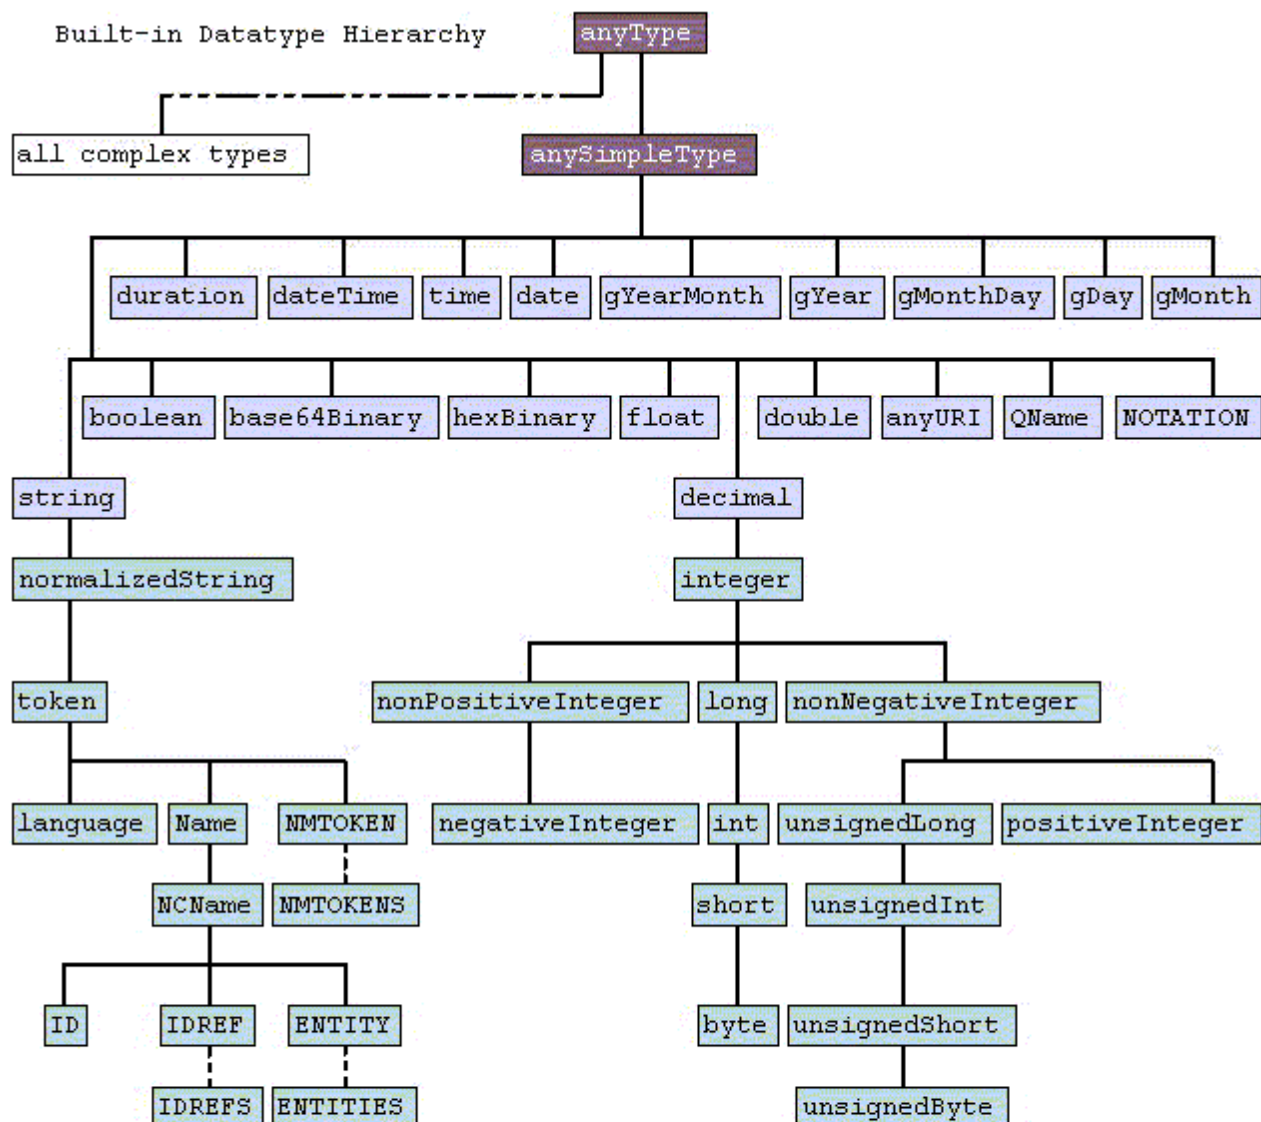 Built-in Datatype Hierarchy anyType
all complex types anySimpleType
duration dateTime time date gYearMonth gYear gMonthDay gDay gMonth
boolean base64Binary hexBinary float double anyURI QName NOTATION
string decimal
normalizedString integer
token nonPositiveInteger long nonNegativeInteger
language Name NMTOKEN negativeInteger int unsignedLong positiveInteger
NCName NMTOKENS short unsignedInt
ID IDREF ENTITY byte unsignedShort
IDREFS ENTITIES unsignedByte